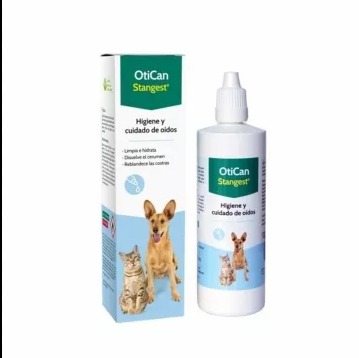 OtiCan
Stangest®
Higiene y
cuidado de oídos
- Limpia e hidrata
- Disuelve el cerumen
- Reblandece las costras
OtiCan
Stangest®
Higiene y
cuidado de oídos